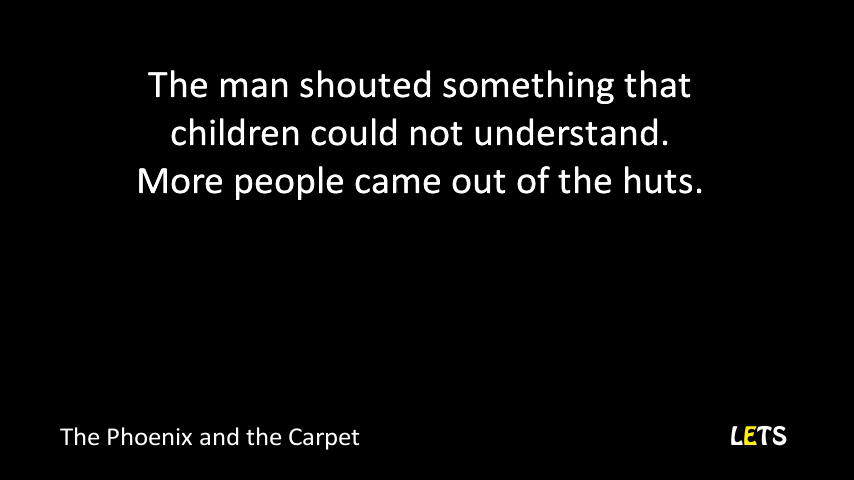 The man shouted something that
children could not understand.
More people came out of the huts.
The Phoenix and the Carpet
LETS